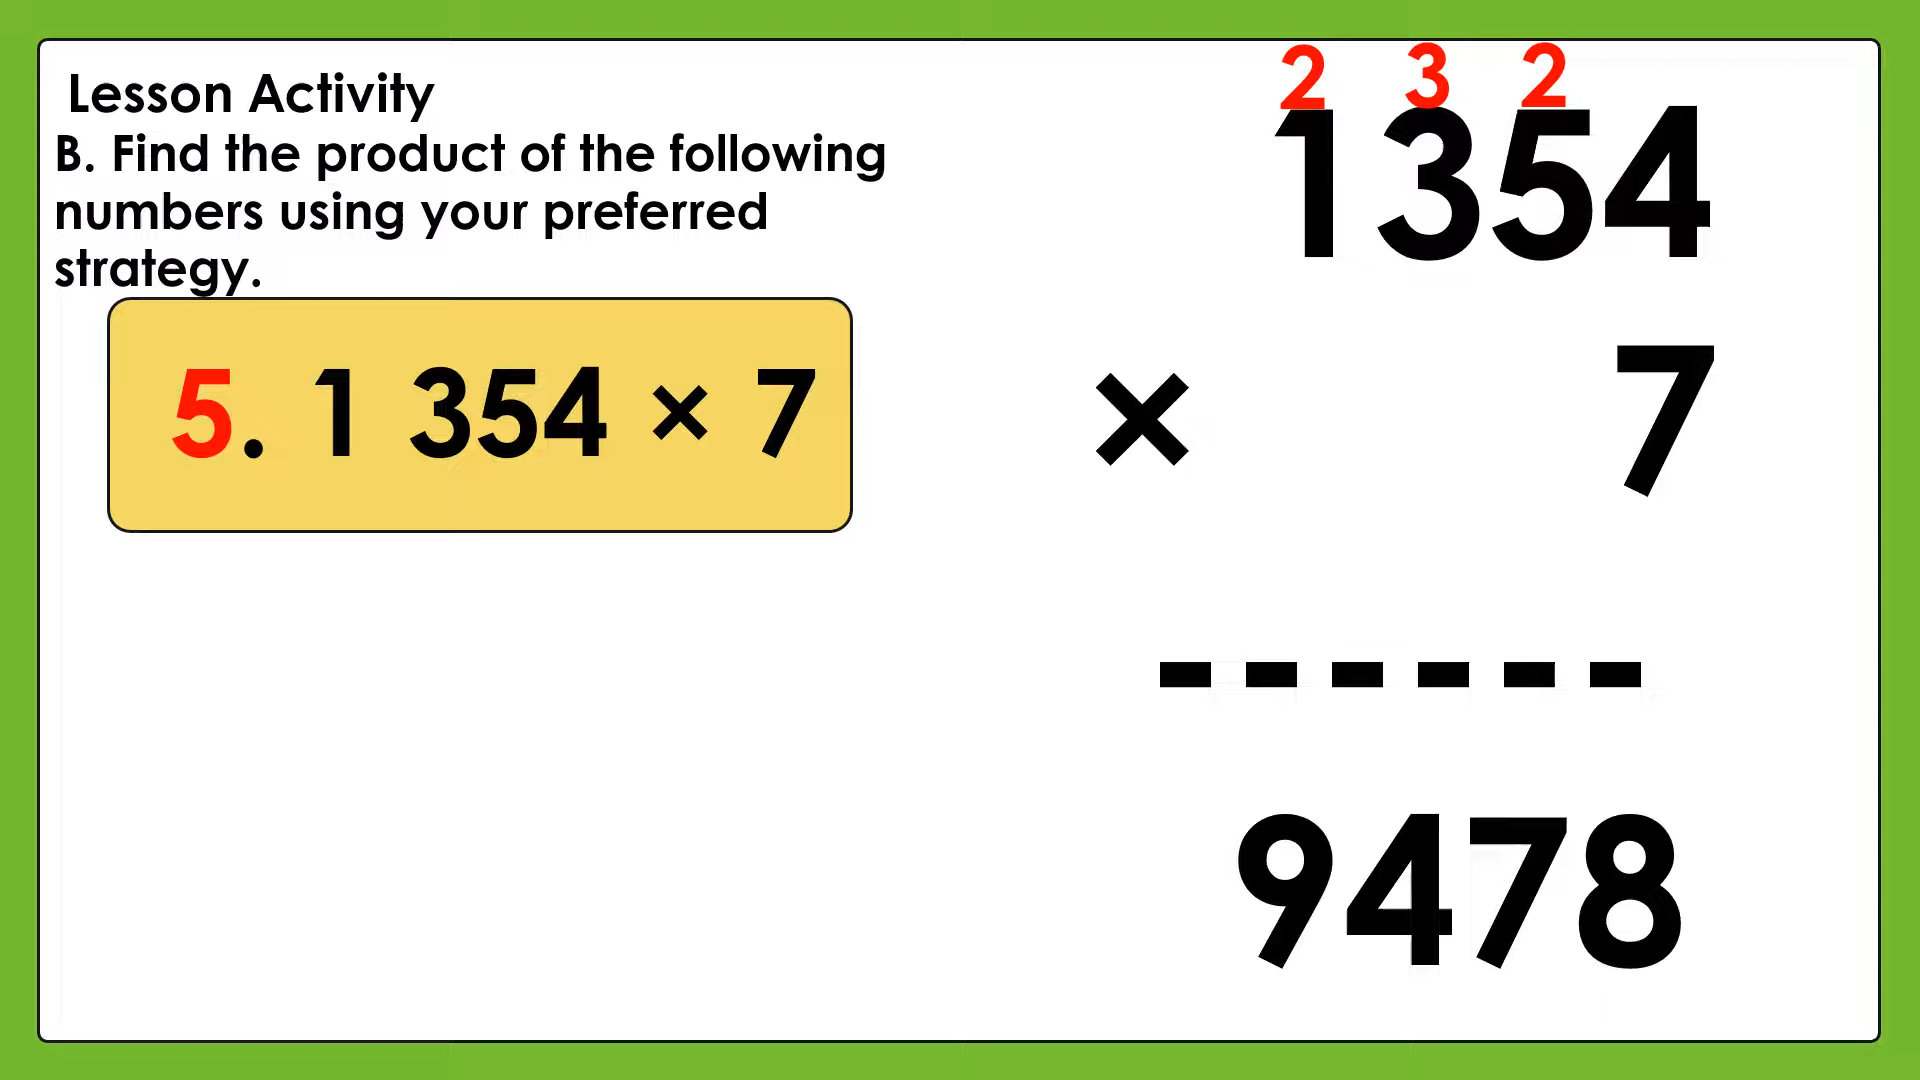 Lesson Activity
B. Find the product of the following
numbers using your preferred
strategy.
5. 1 354 × 7
2 3 2
1354
× 7
------
9478